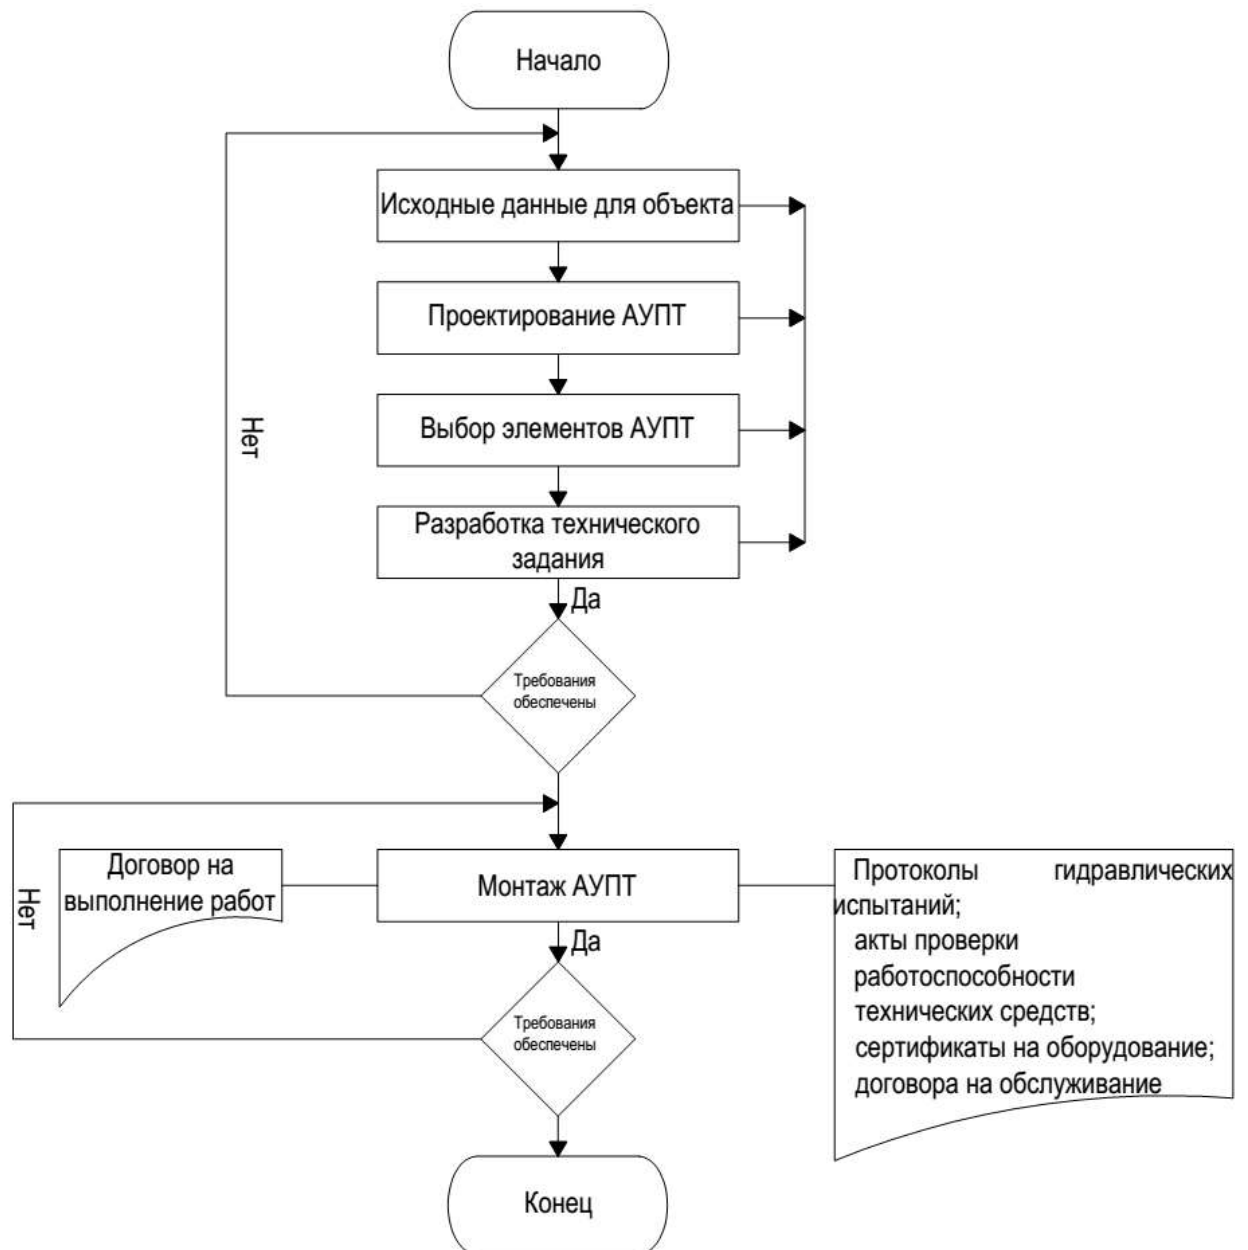 Начало
Исходные данные для объекта
Проектирование АУПТ
Выбор элементов АУПТ
Нет
Разработка технического
задания
Да
Требования
обеспечены
Договор на
выполнение работ
Монтаж АУПТ
Протоколы гидравлических
испытаний;
акты проверки
работоспособности
технических средств;
сертификаты на оборудование;
договора на обслуживание
Нет
Да
Требования
обеспечены
Конец